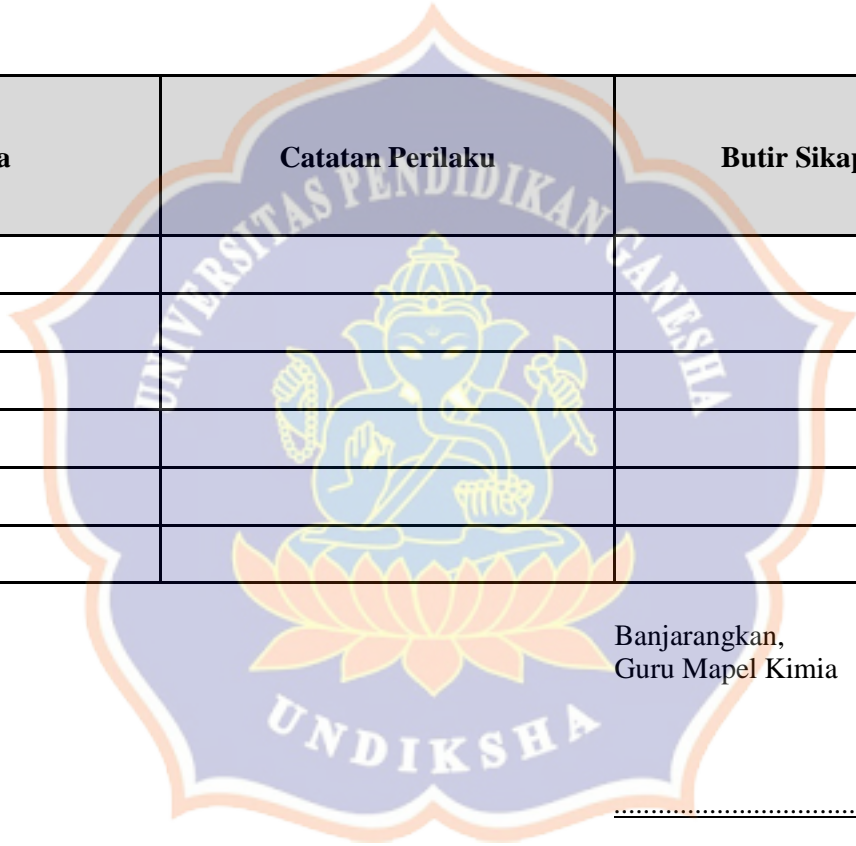 a Catatan Perilaku Butir Sikap
UNIVERSITAS PENDIDIKAN GANESHA
Banjarangkan,
Guru Mapel Kimia
UNDIKSHA
........................................